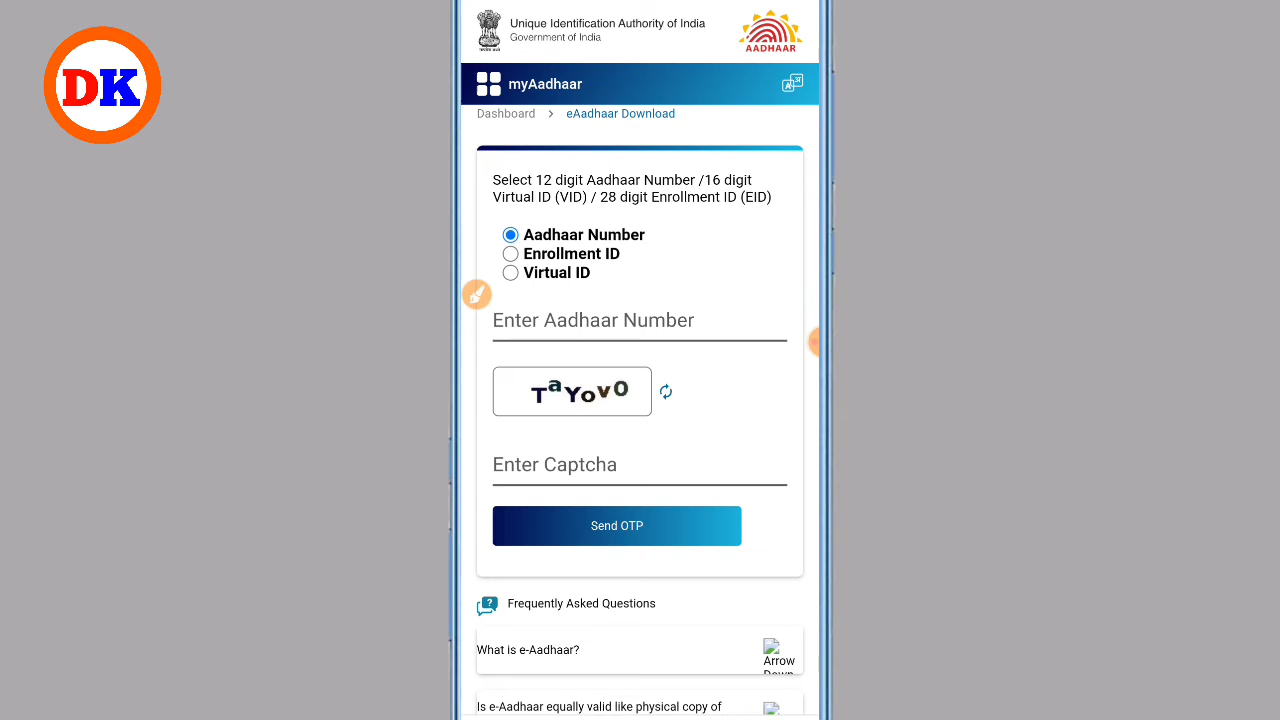 DK
Unique Identification Authority of India
Government of India
AADHAAR
myAadhaar
Dashboard > eAadhaar Download
Select 12 digit Aadhaar Number /16 digit
Virtual ID (VID) / 28 digit Enrollment ID (EID)
Aadhaar Number
Enrollment ID
Virtual ID
Enter Aadhaar Number
TaYovo
Enter Captcha
Send OTP
Frequently Asked Questions
What is e-Aadhaar?
Arrow
Down
Is e-Aadhaar equally valid like physical copy of